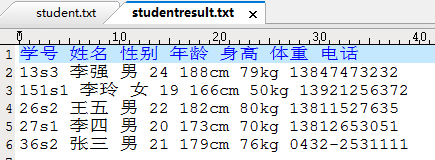 student.txt studentresult.txt ×
0 10 20 30 40
1 学号 姓名 性别 年龄 身高 体重 电话
2 13s3 李强 男 24 188cm 79kg 13847473232
3 151s1 李玲 女 19 166cm 50kg 13921256372
4 26s2 王五 男 22 182cm 80kg 13811527635
5 27s1 李四 男 20 173cm 70kg 13812653051
6 36s2 张三 男 21 179cm 76kg 0432-2531111